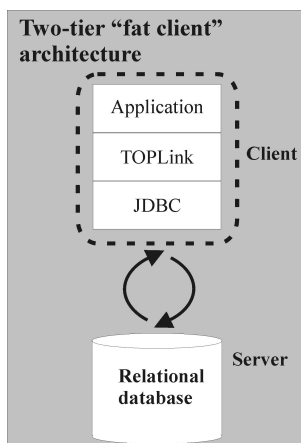 Two-tier “fat client”
architecture
Application
TOPLink
JDBC
Client
Server
Relational
database